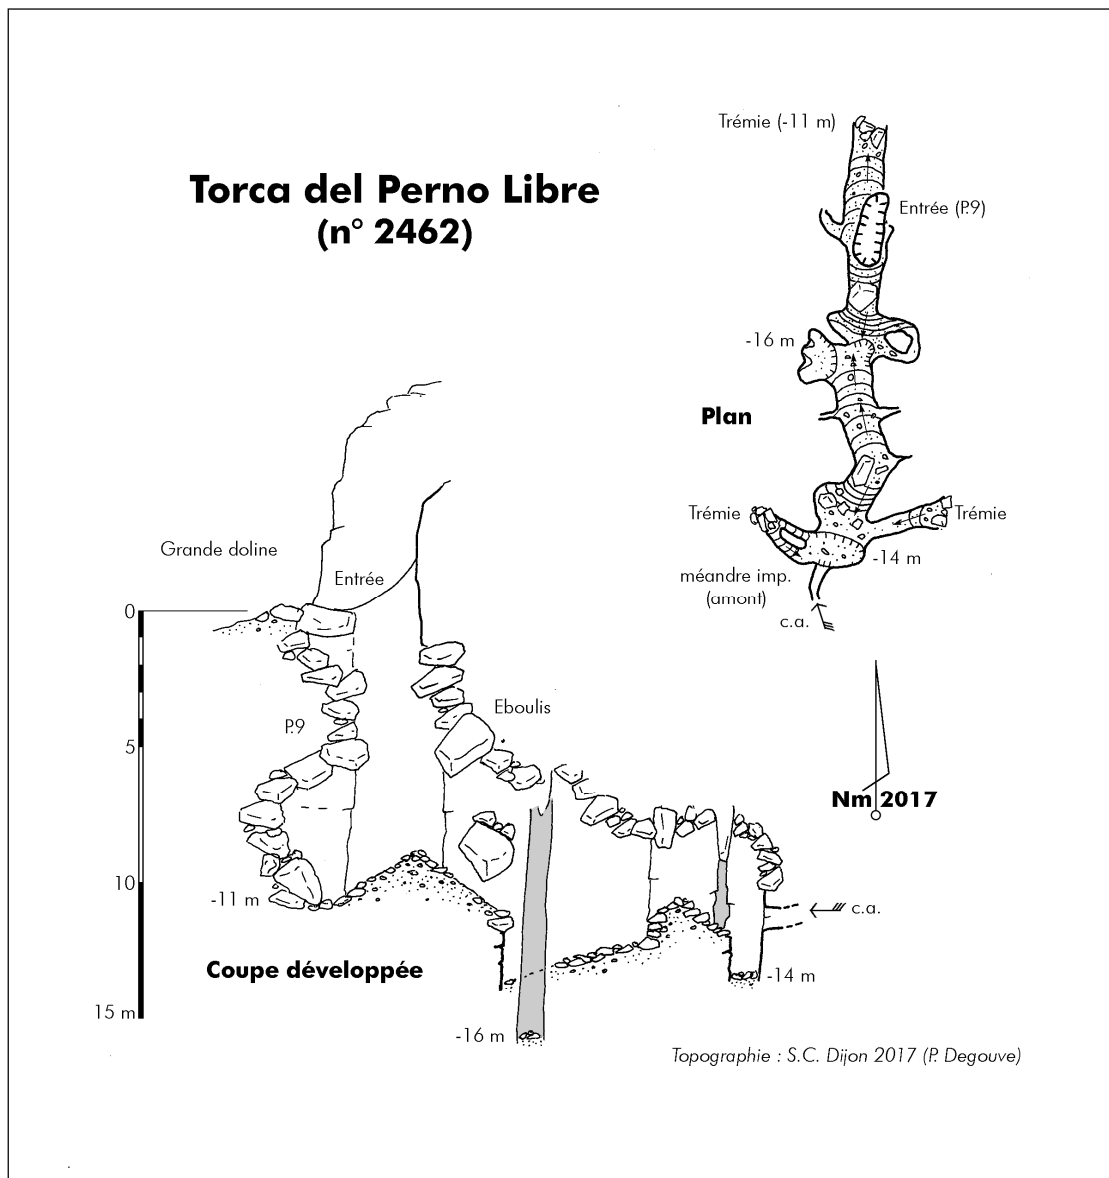 Torca del Perno Libre
(n° 2462)
Trémie (-11 m)
Entrée (P.9)
-16 m
Plan
Trémie
Trémie
-14 m
méandre imp.
(amont)
c.a.
Nm 2017
Grande doline
Entrée
0
P.9
Eboulis
5
10
-11 m
c.a.
Coupe développée
-14 m
15 m
-16 m
Topographie : S.C. Dijon 2017 (P. Degouve)